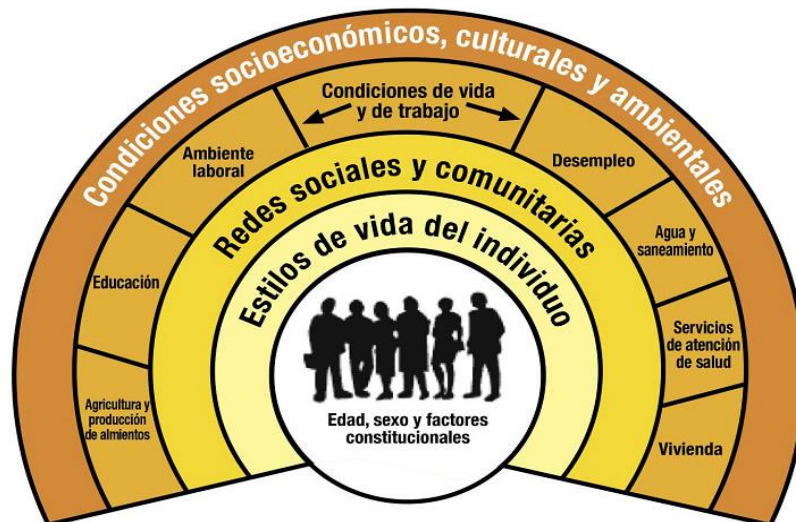 Condiciones socioeconómicos, culturales y ambientales
Condiciones de vida
y de trabajo
Ambiente
laboral
Desempleo
Redes sociales y comunitarias
Agua y
saneamiento
Educación
Estilos de vida del individuo
Servicios
de atención
de salud
Agricultura y
producción
de almientos
Edad, sexo y factores
constitucionales
Vivienda